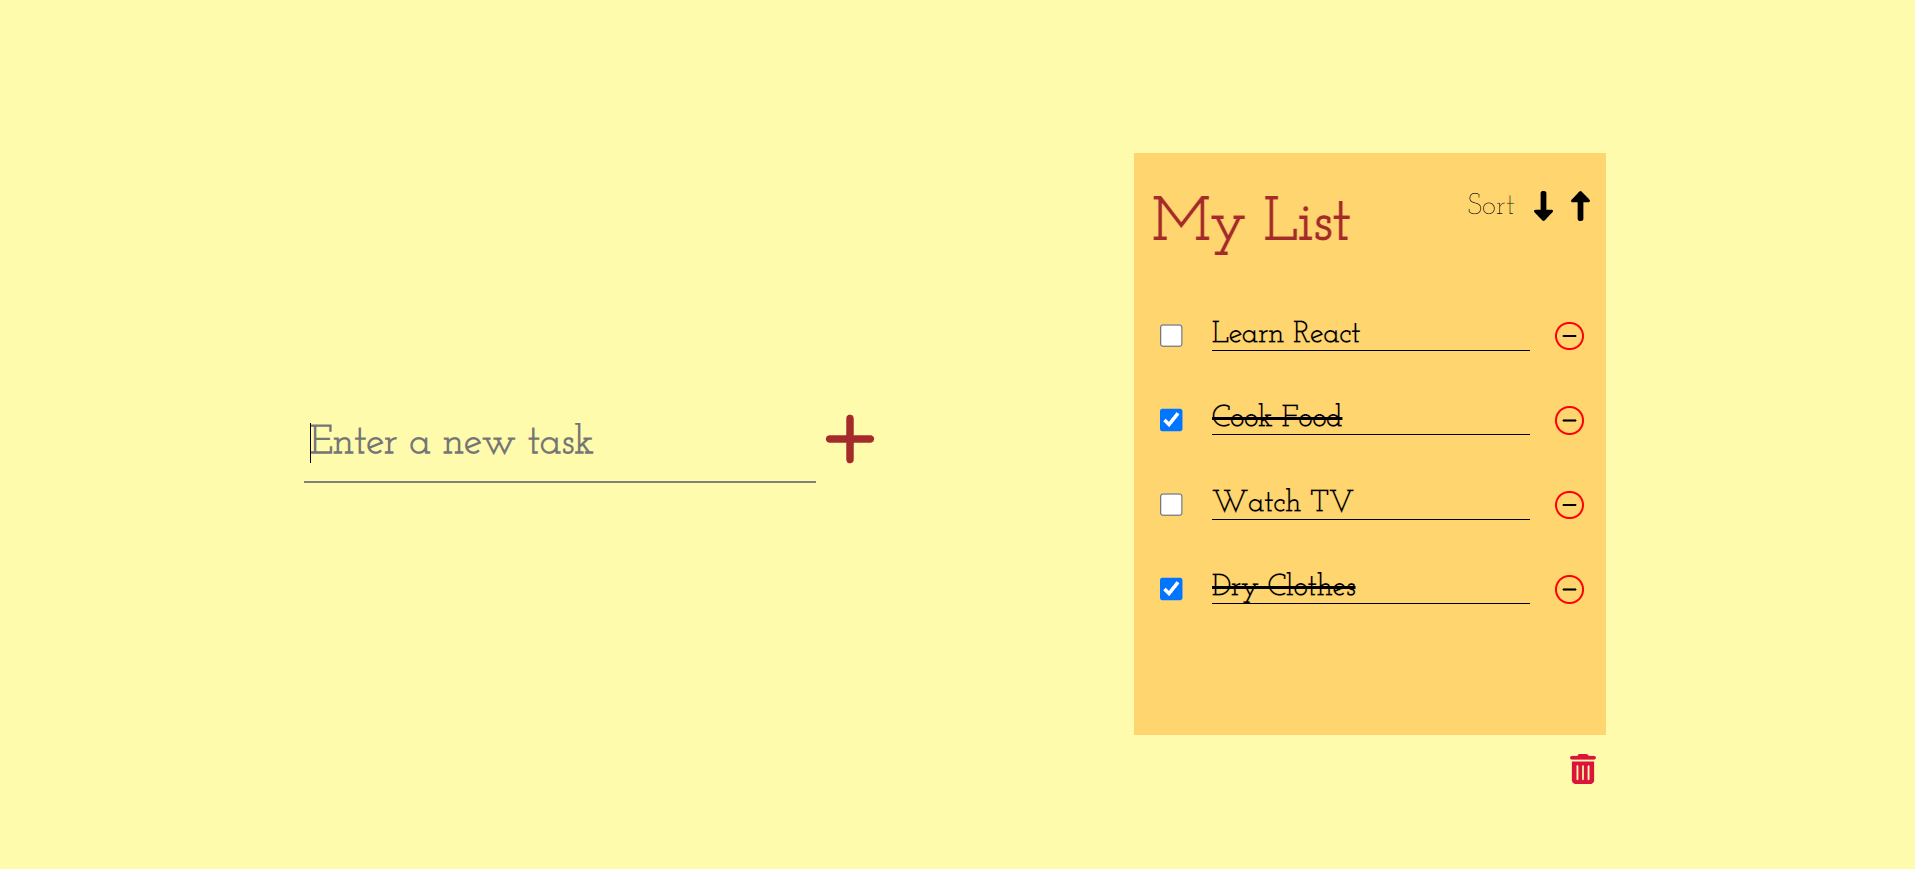 Enter a new task
My List
Sort
Learn React
Cook Food
Watch TV
Dry Clothes